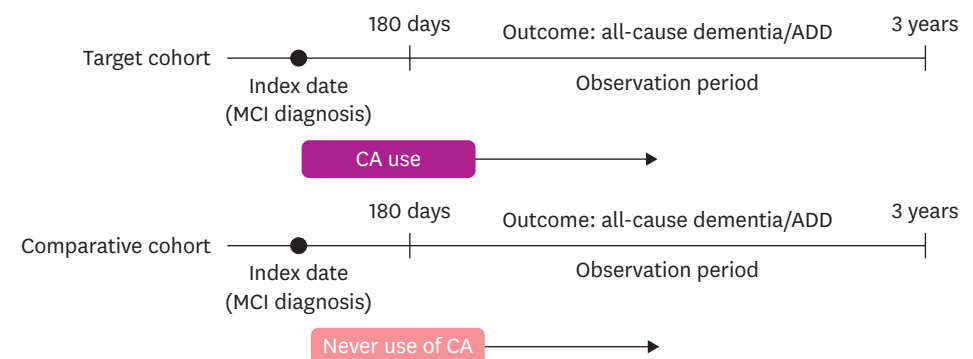 180 days
Outcome: all-cause dementia/ADD
3 years
Target cohort
Index date
(MCI diagnosis)
Observation period
CA use
180 days
Outcome: all-cause dementia/ADD
3 years
Comparative cohort
Index date
(MCI diagnosis)
Observation period
Never use of CA